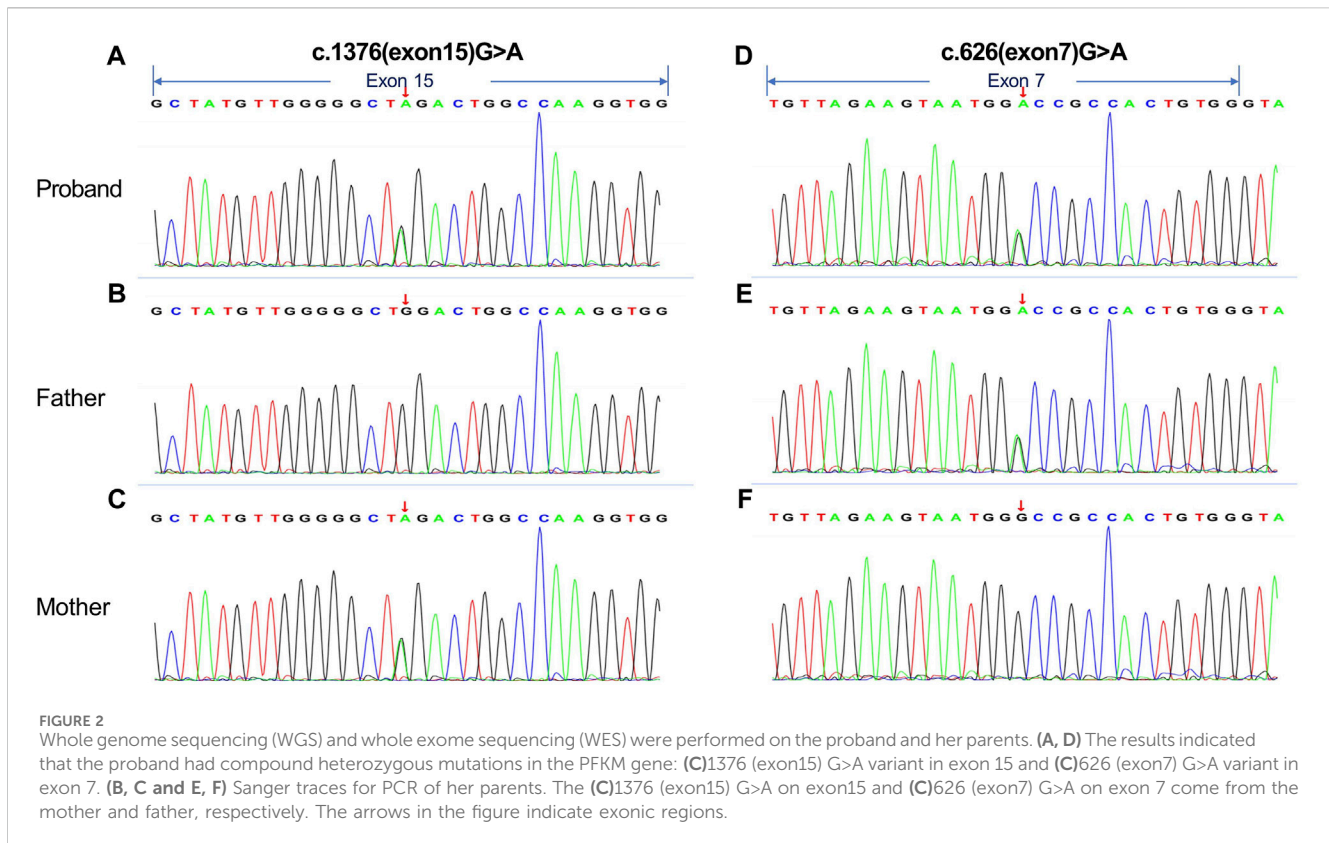 A c.1376(exon15)G>A D c.626(exon7)G>A
Exon 15 Exon 7
G C T A T G T T G G G G G C T A G A C T G G C C A A G G T G G T G T T A G A A G T A A T G G A C C G C C A C T G T G G G T A
Proband
B E
G C T A T G T T G G G G G C T G G A C T G G C C A A G G T G G T G T T A G A A G T A A T G G A C C G C C A C T G T G G G T A
Father
C F
G C T A T G T T G G G G G C T A G A C T G G C C A A G G T G G T G T T A G A A G T A A T G G G C C G C C A C T G T G G G T A
Mother
FIGURE 2
Whole genome sequencing (WGS) and whole exome sequencing (WES) were performed on the proband and her parents. (A, D) The results indicated
that the proband had compound heterozygous mutations in the PFKM gene: (C)1376 (exon15) G>A variant in exon 15 and (C)626 (exon7) G>A variant in
exon 7. (B, C and E, F) Sanger traces for PCR of her parents. The (C)1376 (exon15) G>A on exon15 and (C)626 (exon7) G>A on exon 7 come from the
mother and father, respectively. The arrows in the figure indicate exonic regions.